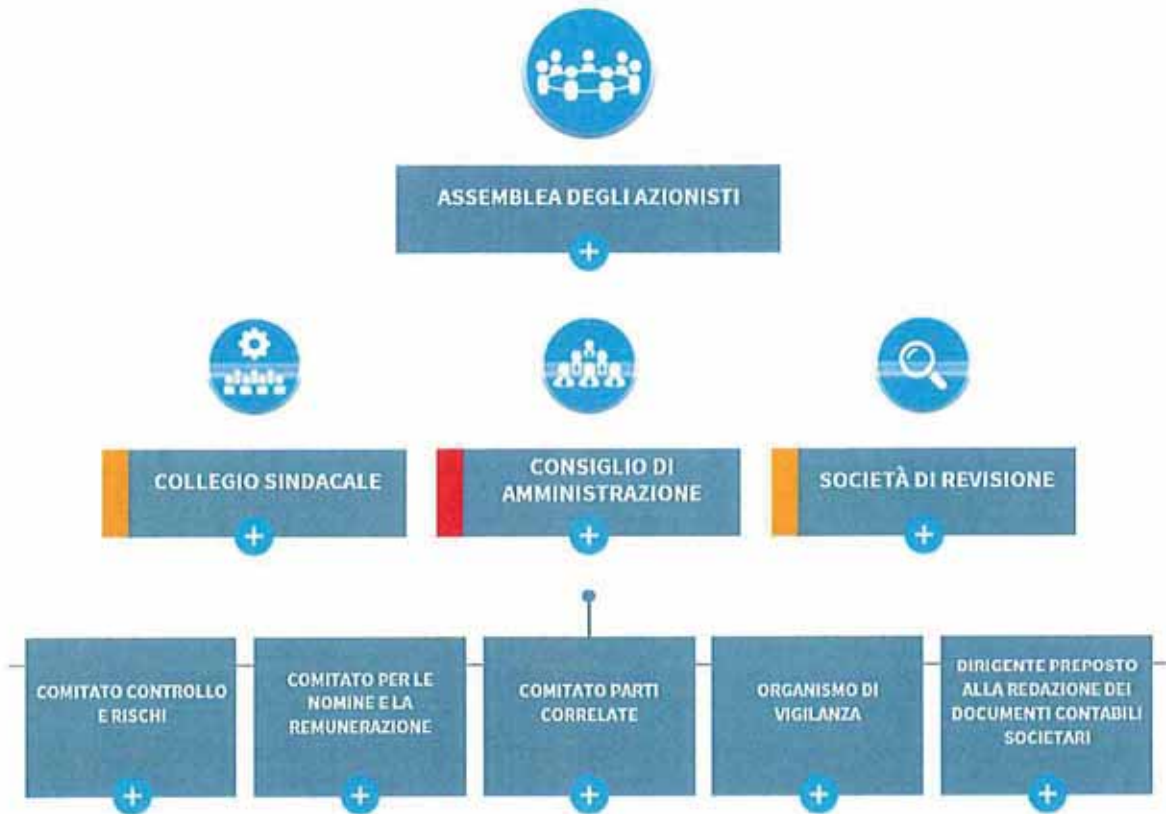 ASSEMBLEA DEGLI AZIONISTI
COLLEGIO SINDACALE
CONSIGLIO DI
AMMINISTRAZIONE
SOCIETÀ DI REVISIONE
COMITATO CONTROLLO
E RISCHI
COMITATO PER LE
NOMINE E LA
REMUNERAZIONE
COMITATO PARTI
CORRELATE
ORGANISMO DI
VIGILANZA
DIRIGENTE PREPOSTO
ALLA REDAZIONE DEI
DOCUMENTI CONTABILI
SOCIETARI